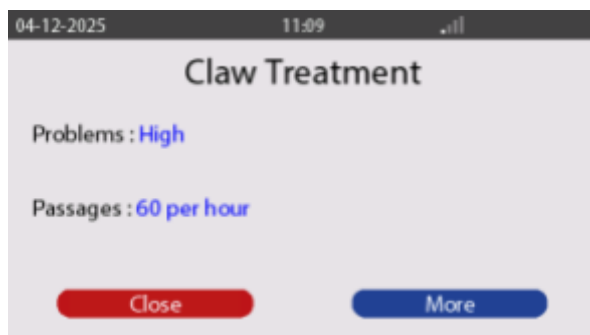 04-12-2025 11:09
Claw Treatment
Problems : High
Passages : 60 per hour
Close More